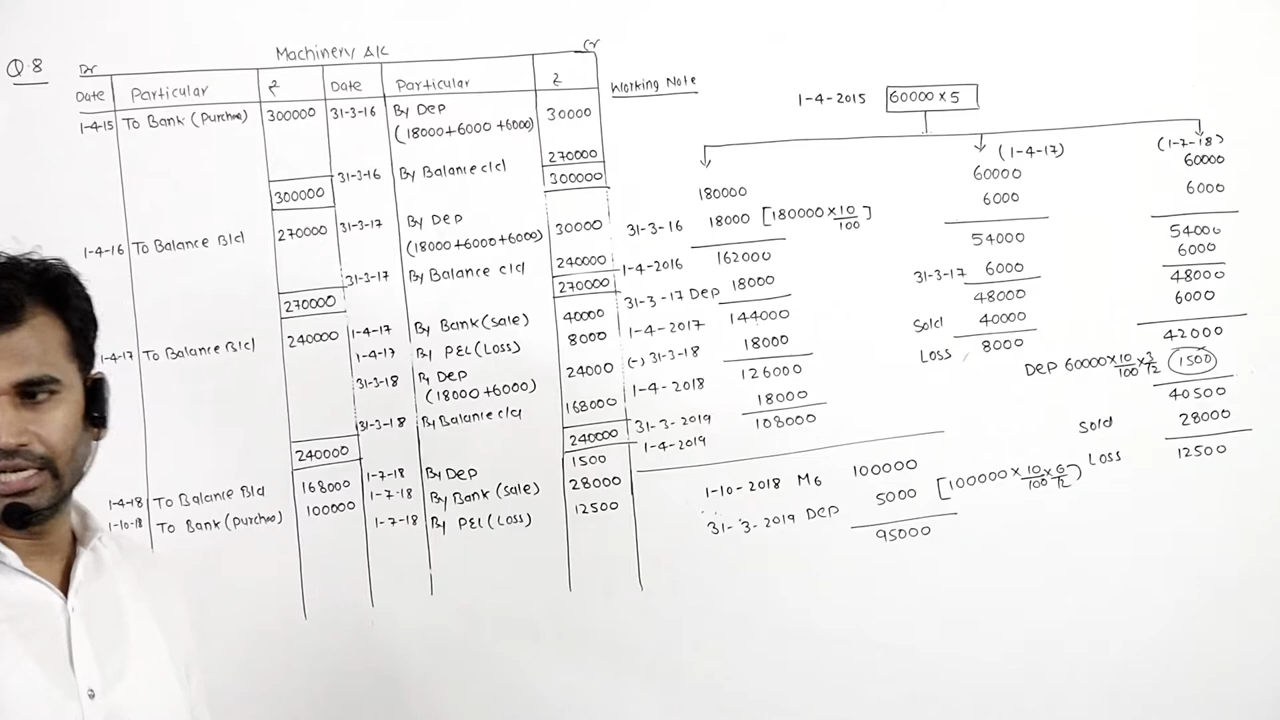 Q.8
Machinery A/C
Dr
Cr
Date Particular ₹ Date Particular ₹
1-4-15 To Bank (Purchase) 300000 31-3-16 By Dep 30000
(18000+6000+6000)
31-3-16 By Balance c/d 270000
300000 300000
1-4-16 To Balance B/d 270000 31-3-17 By Dep 30000
(18000+6000+6000)
31-3-17 By Balance c/d 240000
270000 270000
1-4-17 To Balance B/d 240000 1-4-17 By Bank (sale) 40000
1-4-17 By P&L (Loss) 8000
31-3-18 By Dep 24000
(18000+6000)
31-3-18 By Balance c/d 168000
240000 240000
1-4-18 To Balance B/d 168000 1-7-18 By Dep 1500
1-10-18 To Bank (Purchase) 100000 1-7-18 By Bank (sale) 28000
1-7-18 By P&L (Loss) 12500
Working Note
1-4-2015 60000×5
180000
31-3-16 18000 [180000×10/100]
1-4-2016 162000
31-3-17 Dep 18000
1-4-2017 144000
(-) 31-3-18 18000
1-4-2018 126000
31-3-2019 18000
1-4-2019 108000
(1-4-17)
60000
6000
54000
31-3-17 6000
48000
Sold 40000
Loss 8000
(1-7-18)
60000
6000
54000
6000
48000
6000
42000
Dep 60000×10/100×3/12 1500
40500
Sold 28000
Loss 12500
1-10-2018 M6 100000
31-3-2019 Dep 5000 [100000×10/100×6/12]
95000